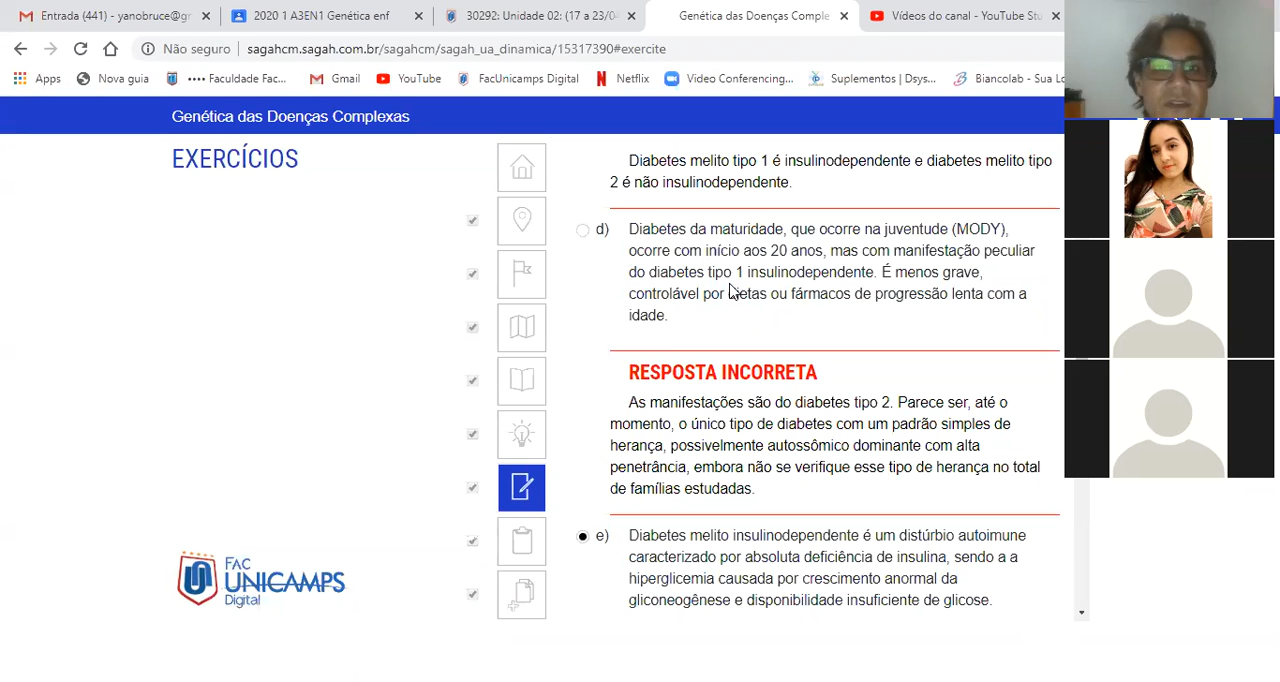 Entrada (441) - yanobruce@gr
2020 1 A3EN1 Genética enf
30292: Unidade 02: (17 a 23/04
Genética das Doenças Comple
Vídeos do canal - YouTube Stu
Não seguro
sagahcm.sagah.com.br/sagahcm/sagah_ua_dinamica/15317390#exercite
Apps
Nova guia
•••• Faculdade Fac...
Gmail
YouTube
FacUnicamps Digital
Netflix
Video Conferencing,...
Suplementos | Dsys...
Biancolab - Sua Lo
Genética das Doenças Complexas
EXERCÍCIOS
Diabetes melito tipo 1 é insulinodependente e diabetes melito tipo
2 é não insulinodependente.
d) Diabetes da maturidade, que ocorre na juventude (MODY),
ocorre com início aos 20 anos, mas com manifestação peculiar
do diabetes tipo 1 insulinodependente. É menos grave,
controlável por dietas ou fármacos de progressão lenta com a
idade.
RESPOSTA INCORRETA
As manifestações são do diabetes tipo 2. Parece ser, até o
momento, o único tipo de diabetes com um padrão simples de
herança, possivelmente autossômico dominante com alta
penetrância, embora não se verifique esse tipo de herança no total
de famílias estudadas.
e) Diabetes melito insulinodependente é um distúrbio autoimune
caracterizado por absoluta deficiência de insulina, sendo a a
hiperglicemia causada por crescimento anormal da
gliconeogênese e disponibilidade insuficiente de glicose.
FAC
UNICAMPS
Digital